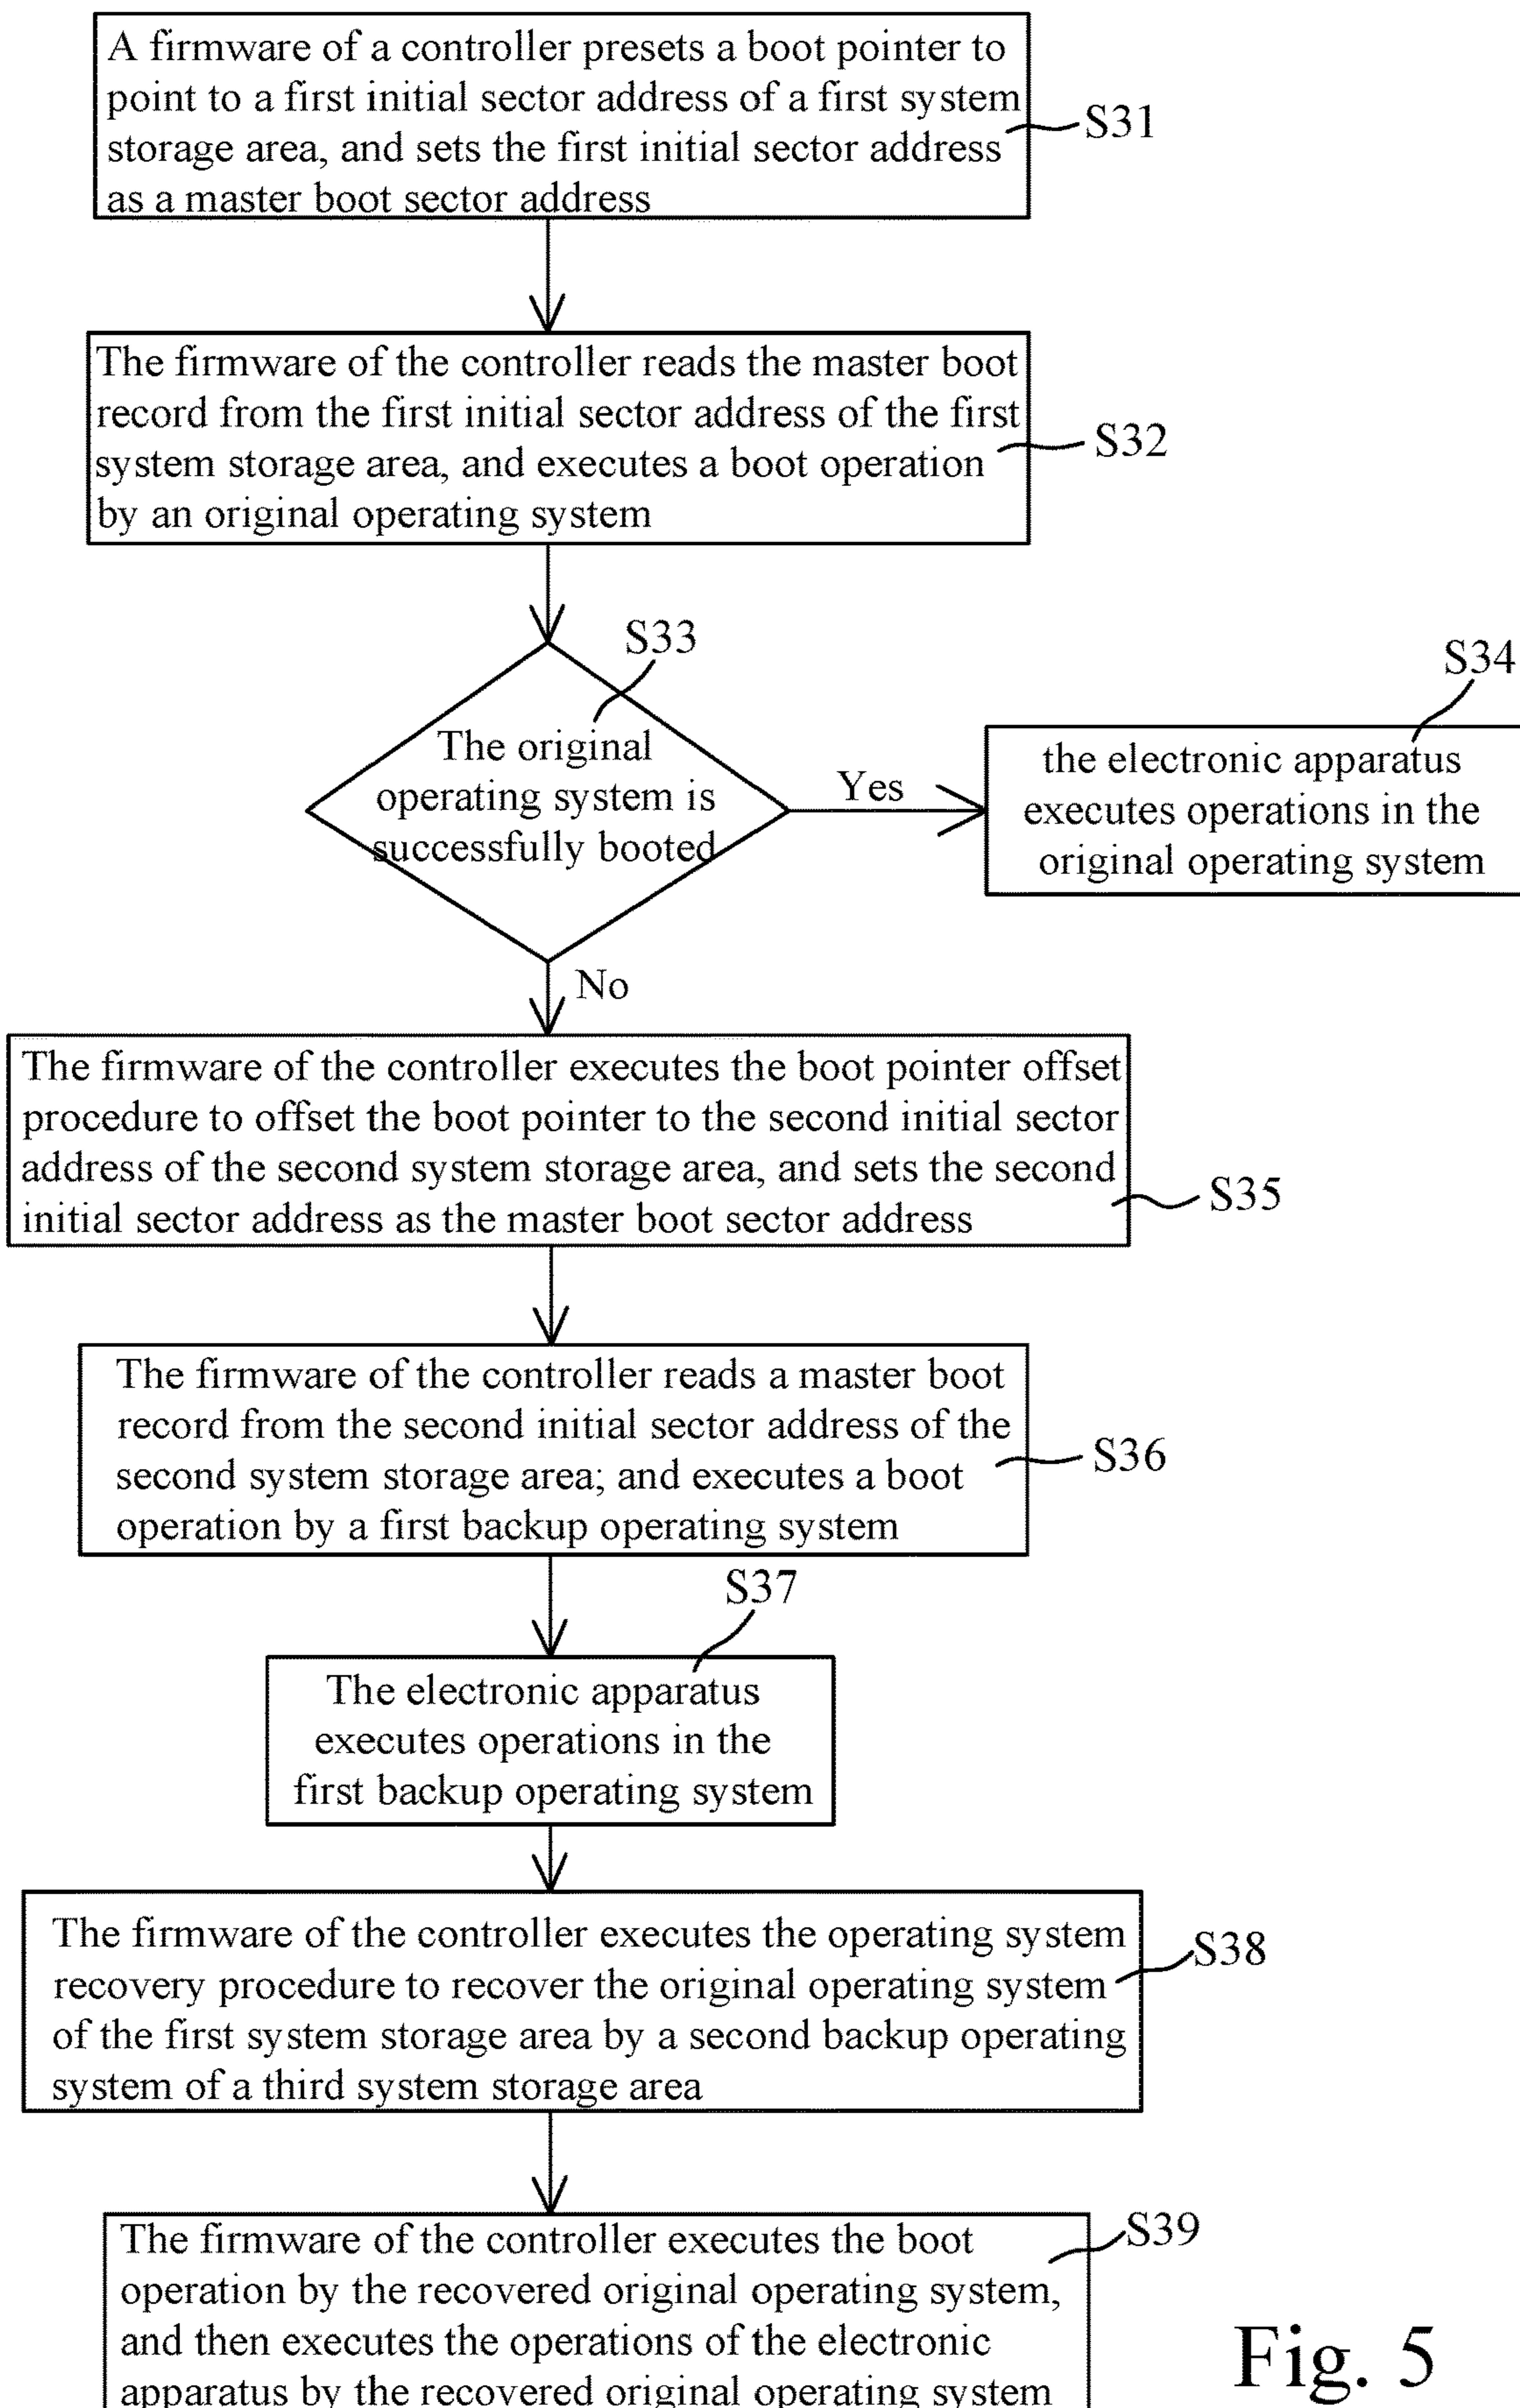 A firmware of a controller presets a boot pointer to
point to a first initial sector address of a first system
storage area, and sets the first initial sector address
as a master boot sector address
S31
The firmware of the controller reads the master boot
record from the first initial sector address of the first
system storage area, and executes a boot operation
by an original operating system
S32
S33
The original
operating system is
successfully booted
Yes
S34
the electronic apparatus
executes operations in the
original operating system
No
The firmware of the controller executes the boot pointer offset
procedure to offset the boot pointer to the second initial sector
address of the second system storage area, and sets the second
initial sector address as the master boot sector address
S35
The firmware of the controller reads a master boot
record from the second initial sector address of the
second system storage area; and executes a boot
operation by a first backup operating system
S36
S37
The electronic apparatus
executes operations in the
first backup operating system
The firmware of the controller executes the operating system
recovery procedure to recover the original operating system
of the first system storage area by a second backup operating
system of a third system storage area
S38
The firmware of the controller executes the boot
operation by the recovered original operating system,
and then executes the operations of the electronic
apparatus by the recovered original operating system
S39
Fig. 5